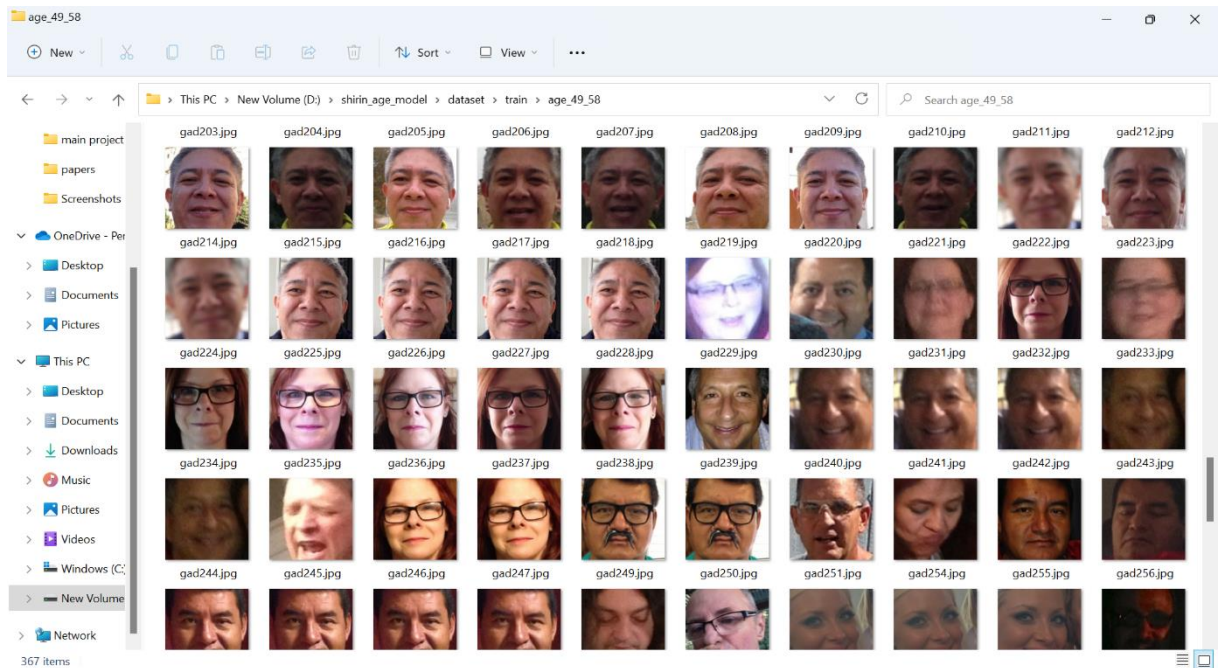 age_49_58
New
Sort
View
This PC > New Volume (D:) > shirin_age_model > dataset > train > age_49_58
Search age_49_58
main project
papers
Screenshots
OneDrive - Per
Desktop
Documents
Pictures
This PC
Desktop
Documents
Downloads
Music
Pictures
Videos
Windows (C:
New Volume
Network
gad203.jpg gad204.jpg gad205.jpg gad206.jpg gad207.jpg gad208.jpg gad209.jpg gad210.jpg gad211.jpg gad212.jpg
gad214.jpg gad215.jpg gad216.jpg gad217.jpg gad218.jpg gad219.jpg gad220.jpg gad221.jpg gad222.jpg gad223.jpg
gad224.jpg gad225.jpg gad226.jpg gad227.jpg gad228.jpg gad229.jpg gad230.jpg gad231.jpg gad232.jpg gad233.jpg
gad234.jpg gad235.jpg gad236.jpg gad237.jpg gad238.jpg gad239.jpg gad240.jpg gad241.jpg gad242.jpg gad243.jpg
gad244.jpg gad245.jpg gad246.jpg gad247.jpg gad249.jpg gad250.jpg gad251.jpg gad254.jpg gad255.jpg gad256.jpg
367 items